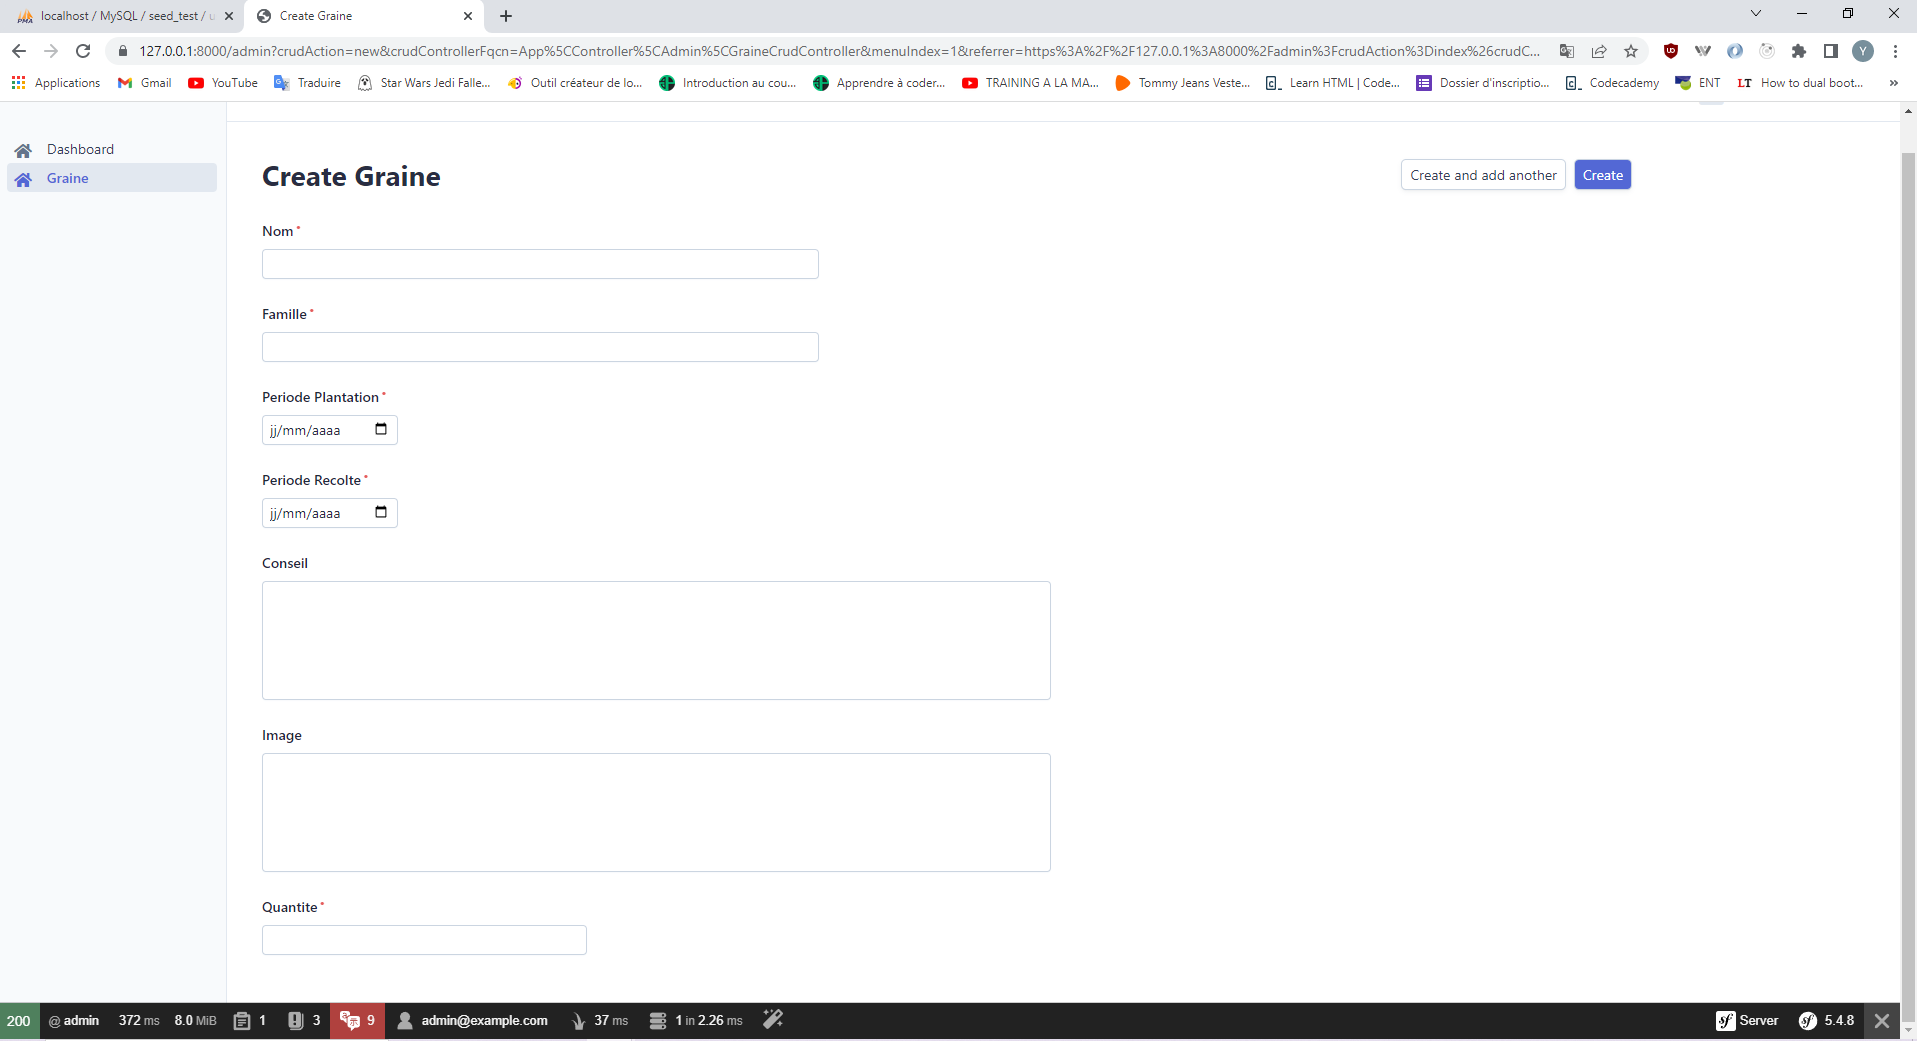 localhost / MySQL / seed_test / u
Create Graine
127.0.0.1:8000/admin?crudAction=new&crudControllerFqcn=App%5CController%5CAdmin%5CGraineCrudController&menuIndex=1&referrer=https%3A%2F%2F127.0.0.1%3A8000%2Fadmin%3FcrudAction%3Dindex%26crudC...
Y
Applications Gmail YouTube Traduire Star Wars Jedi Falle... Outil créateur de lo... Introduction au cou... Apprendre à coder... TRAINING A LA MA... Tommy Jeans Veste... Learn HTML | Code... Dossier d'inscriptio... Codecademy ENT LT How to dual boot... »
Dashboard
Graine
Create Graine
Create and add another
Create
Nom *
Famille *
Periode Plantation *
jj/mm/aaaa
Periode Recolte *
jj/mm/aaaa
Conseil
Image
Quantite *
200 @ admin 372 ms 8.0 MiB 1 3 9 admin@example.com 37 ms 1 in 2.26 ms sf Server sf 5.4.8